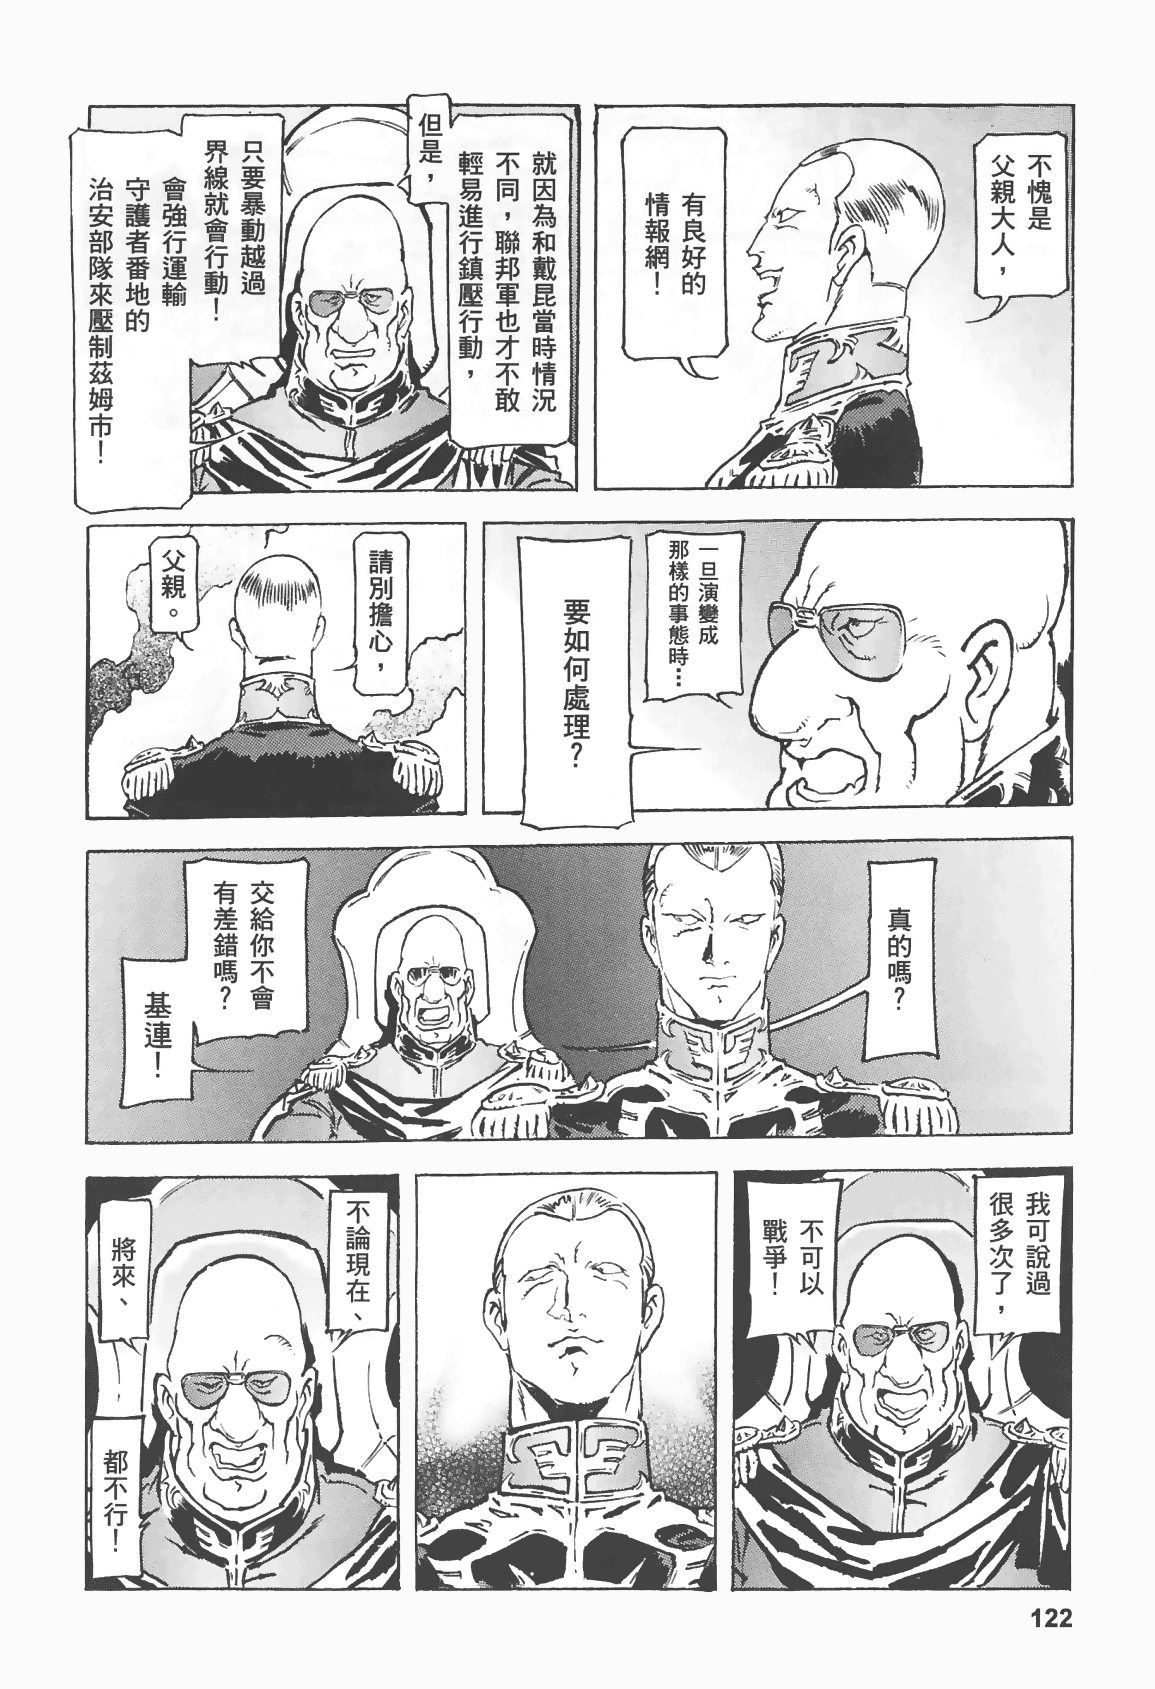 不愧是
父親大人，
有良好的
情報網！
就因為和戴昆當時情況
不同，聯邦軍也才不敢
輕易進行鎮壓行動，
但是，
只要暴動越過
界線就會行動！
會強行運輸
守護者番地的
治安部隊來壓制茲姆市！
一旦演變成
那樣的事態時…
要如何處理？
請別擔心，
父親。
真的嗎？
交給你不會
有差錯嗎？
基連！
我可說過
很多次了，
不可以
戰爭！
不論現在、
將來、
都不行！
122